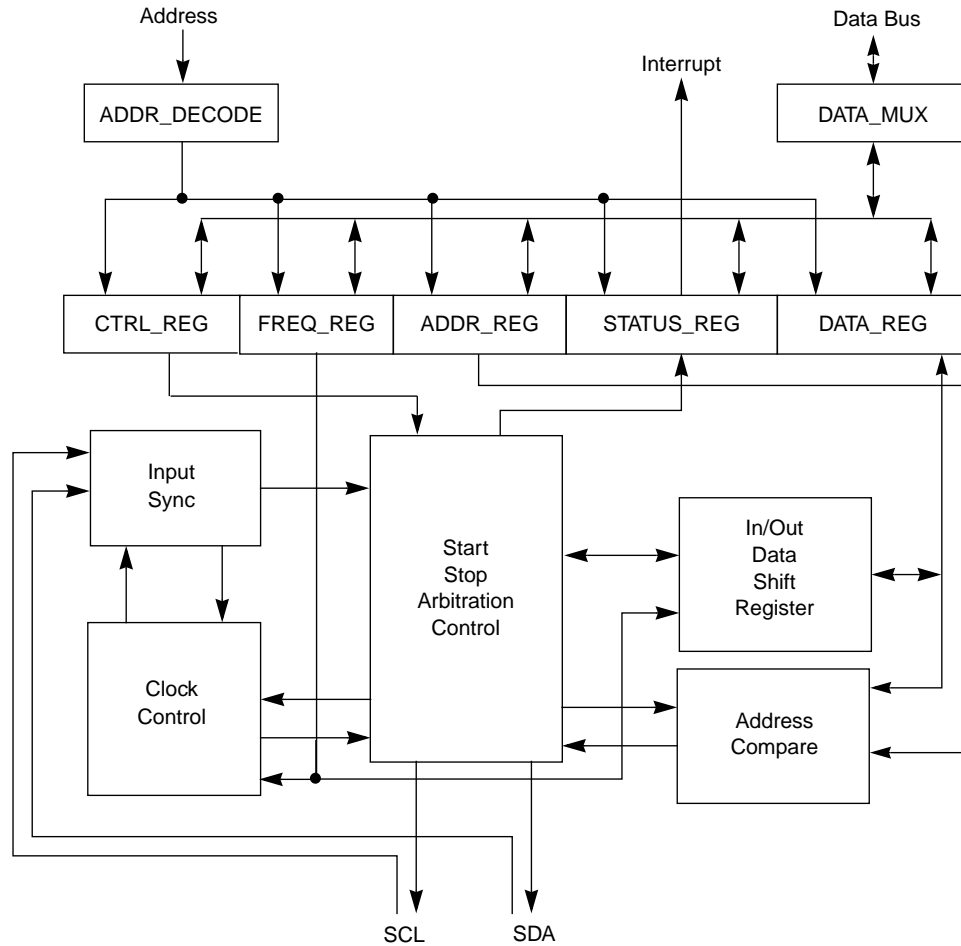 Address
Data Bus
Interrupt
ADDR_DECODE
DATA_MUX
CTRL_REG
FREQ_REG
ADDR_REG
STATUS_REG
DATA_REG
Input
Sync
Start
Stop
Arbitration
Control
In/Out
Data
Shift
Register
Clock
Control
Address
Compare
SCL
SDA